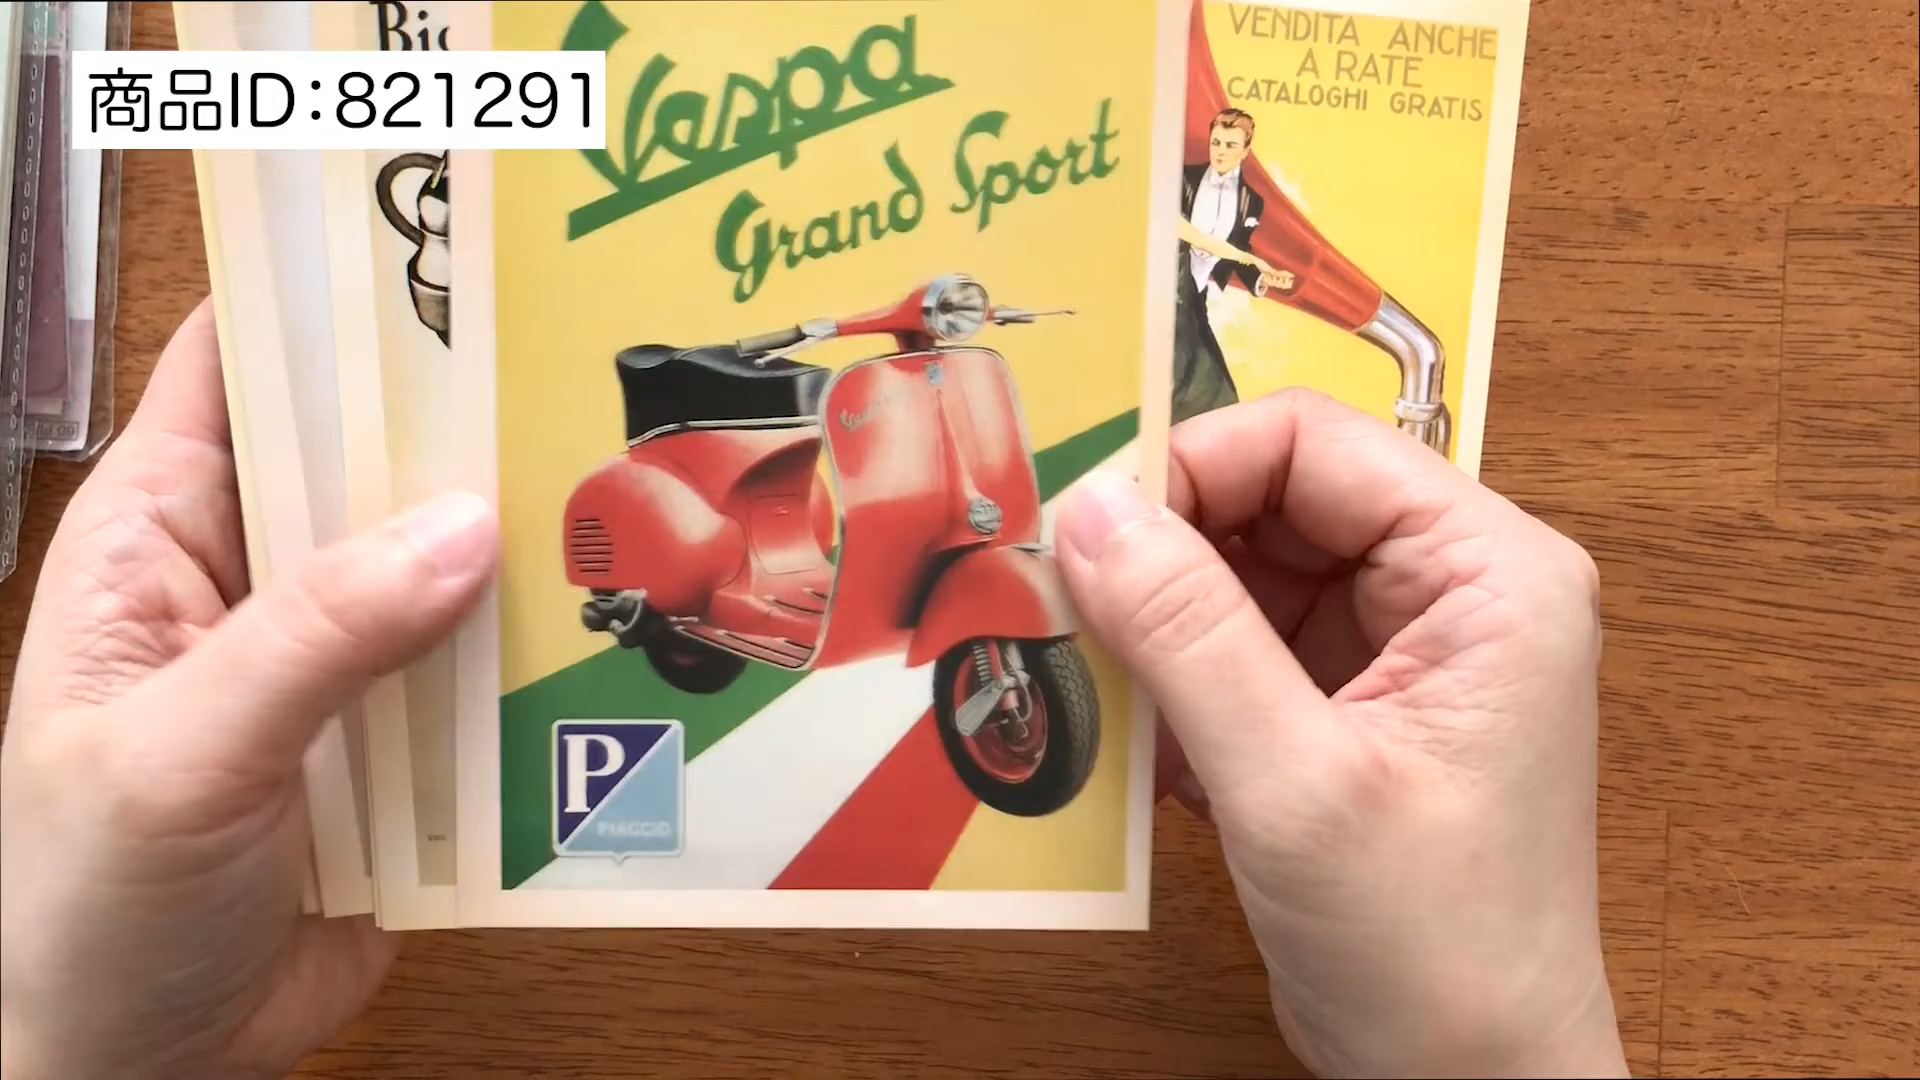 商品ID:821291
Vespa
Grand Sport
P
PIAGGIO
VENDITA ANCHE
A RATE
CATALOGHI GRATIS